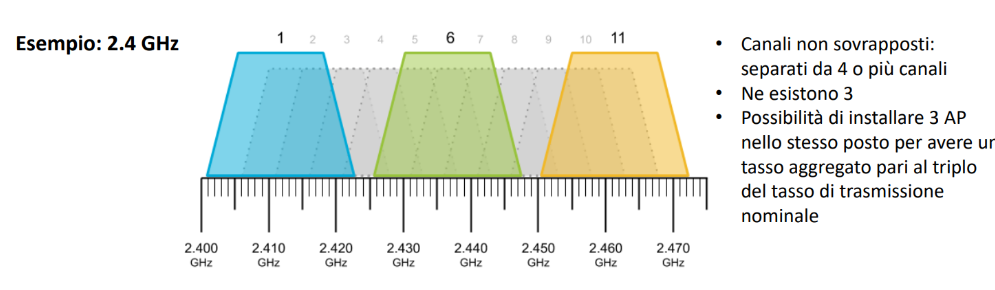 Esempio: 2.4 GHz
1 2 3 4 5 6 7 8 9 10 11
2.400 GHz
2.410 GHz
2.420 GHz
2.430 GHz
2.440 GHz
2.450 GHz
2.460 GHz
2.470 GHz
• Canali non sovrapposti:
separati da 4 o più canali
• Ne esistono 3
• Possibilità di installare 3 AP
nello stesso posto per avere un
tasso aggregato pari al triplo
del tasso di trasmissione
nominale